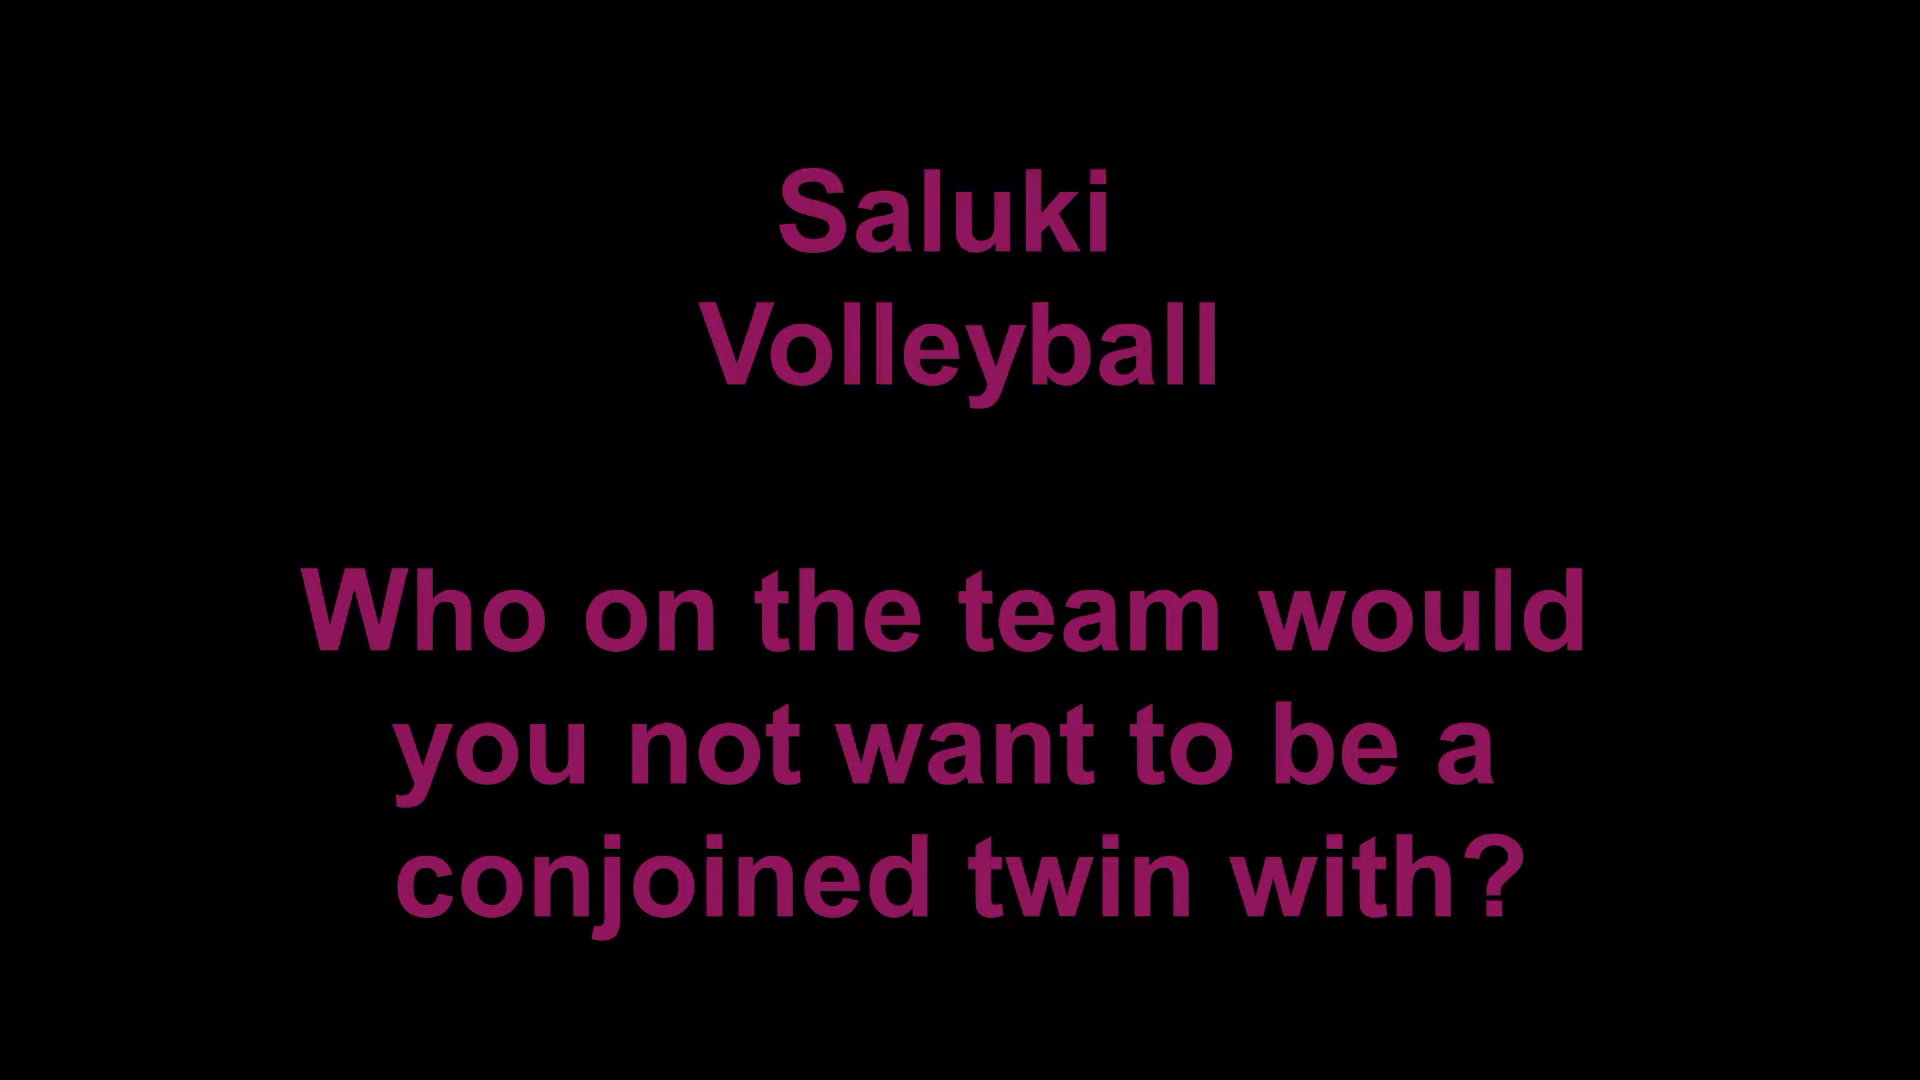 Saluki
Volleyball
Who on the team would
you not want to be a
conjoined twin with?